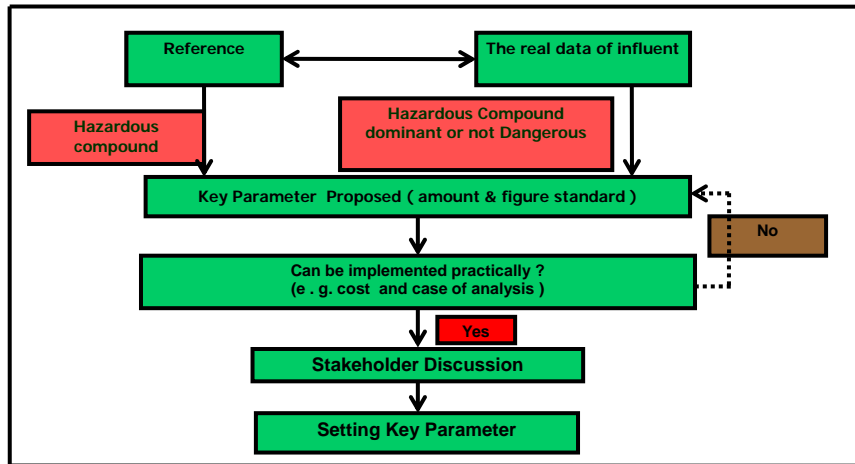 Reference
The real data of influent
Hazardous
compound
Hazardous Compound
dominant or not Dangerous
Key Parameter Proposed ( amount & figure standard )
No
Can be implemented practically ?
(e . g. cost and case of analysis )
Yes
Stakeholder Discussion
Setting Key Parameter